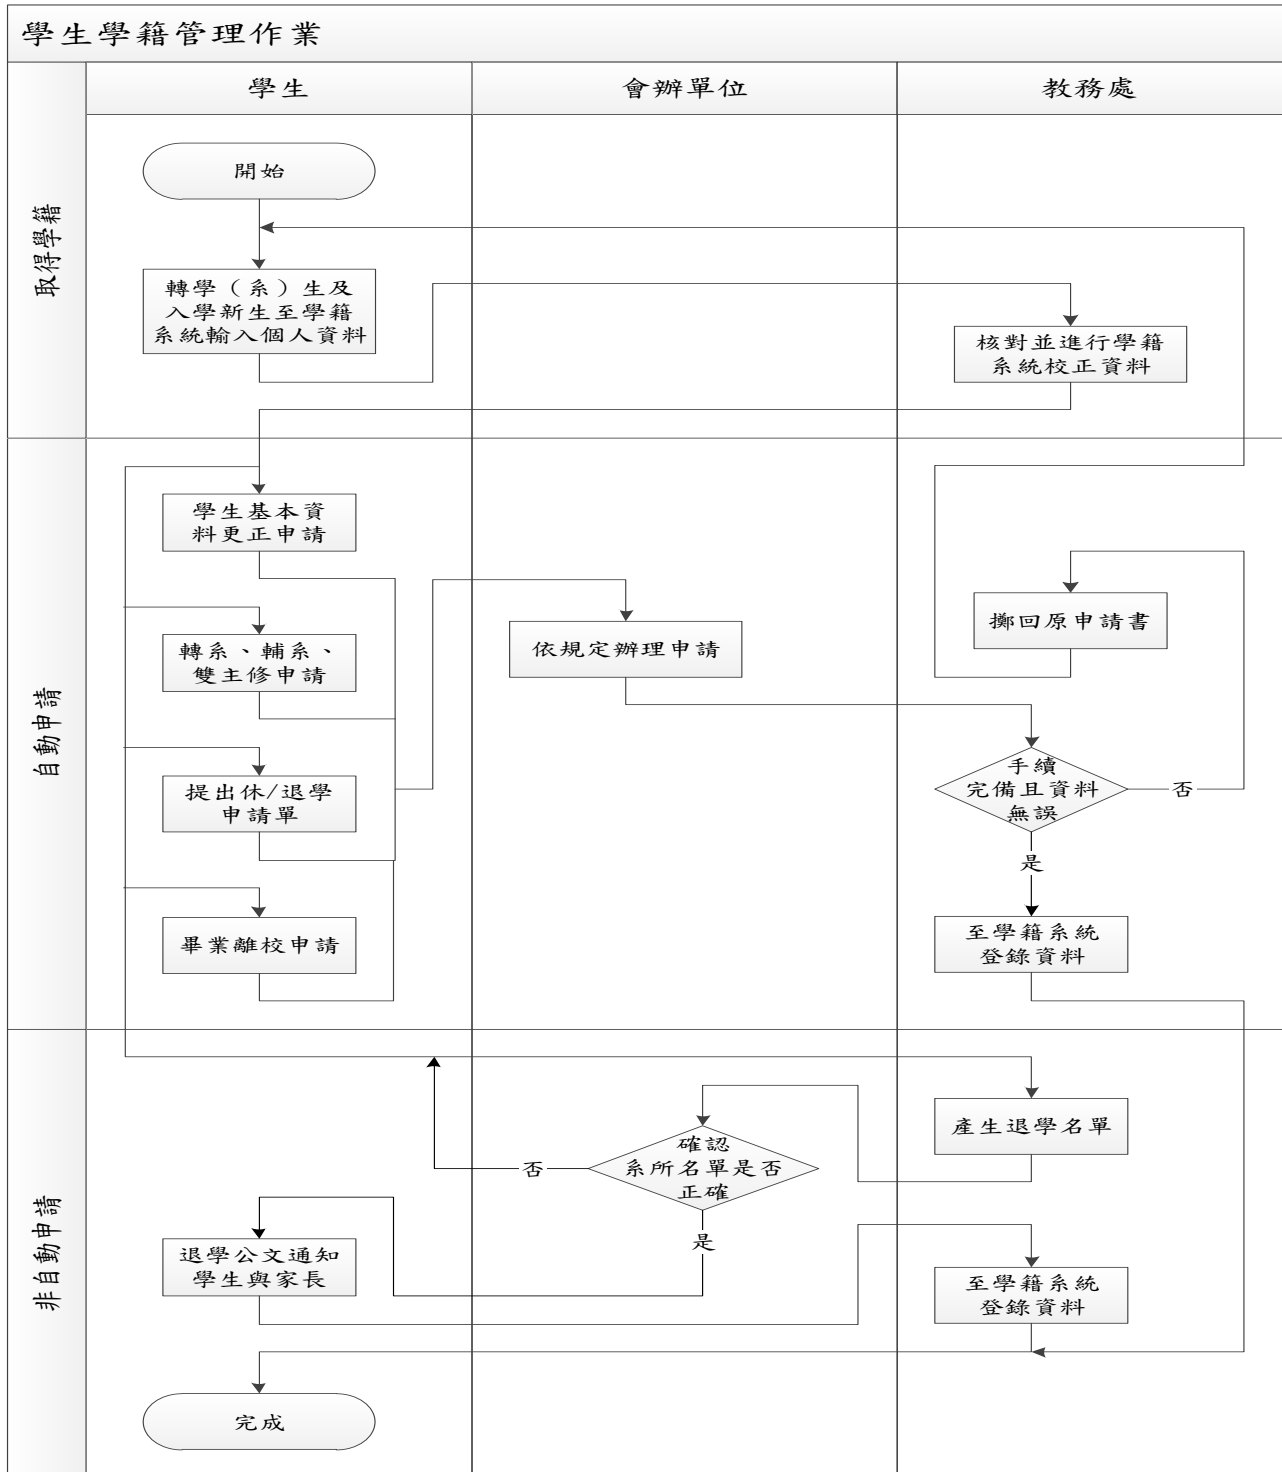 學生學籍管理作業
學生
會辦單位
教務處
取得學籍
開始
轉學（系）生及
入學新生至學籍
系統輸入個人資料
核對並進行學籍
系統校正資料
自動申請
學生基本資
料更正申請
轉系、輔系、
雙主修申請
提出休/退學
申請單
畢業離校申請
依規定辦理申請
擲回原申請書
手續
完備且資料
無誤
否
是
至學籍系統
登錄資料
非自動申請
產生退學名單
確認
系所名單是否
正確
否
是
退學公文通知
學生與家長
至學籍系統
登錄資料
完成